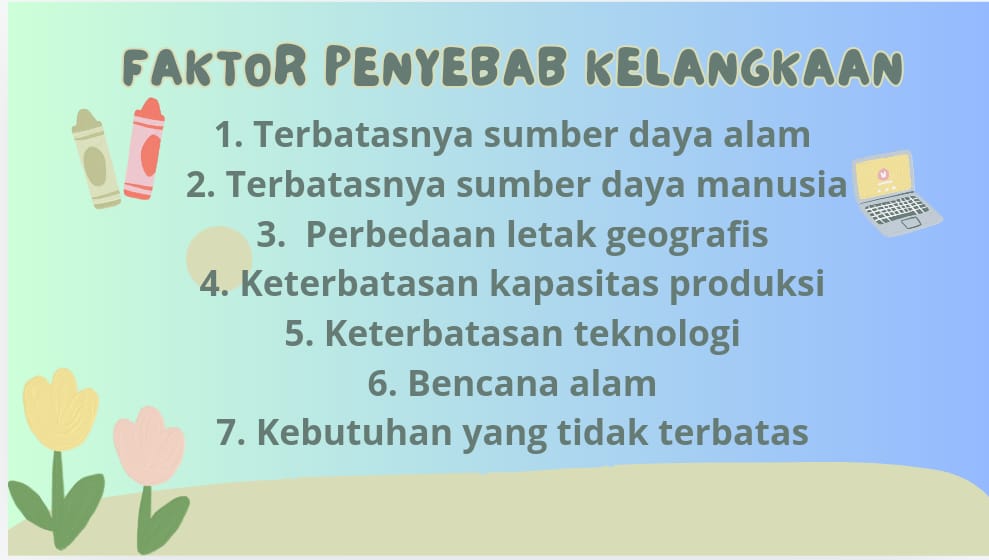 FAKTOR PENYEBAB KELANGKAAN
1. Terbatasnya sumber daya alam
2. Terbatasnya sumber daya manusia
3. Perbedaan letak geografis
4. Keterbatasan kapasitas produksi
5. Keterbatasan teknologi
6. Bencana alam
7. Kebutuhan yang tidak terbatas